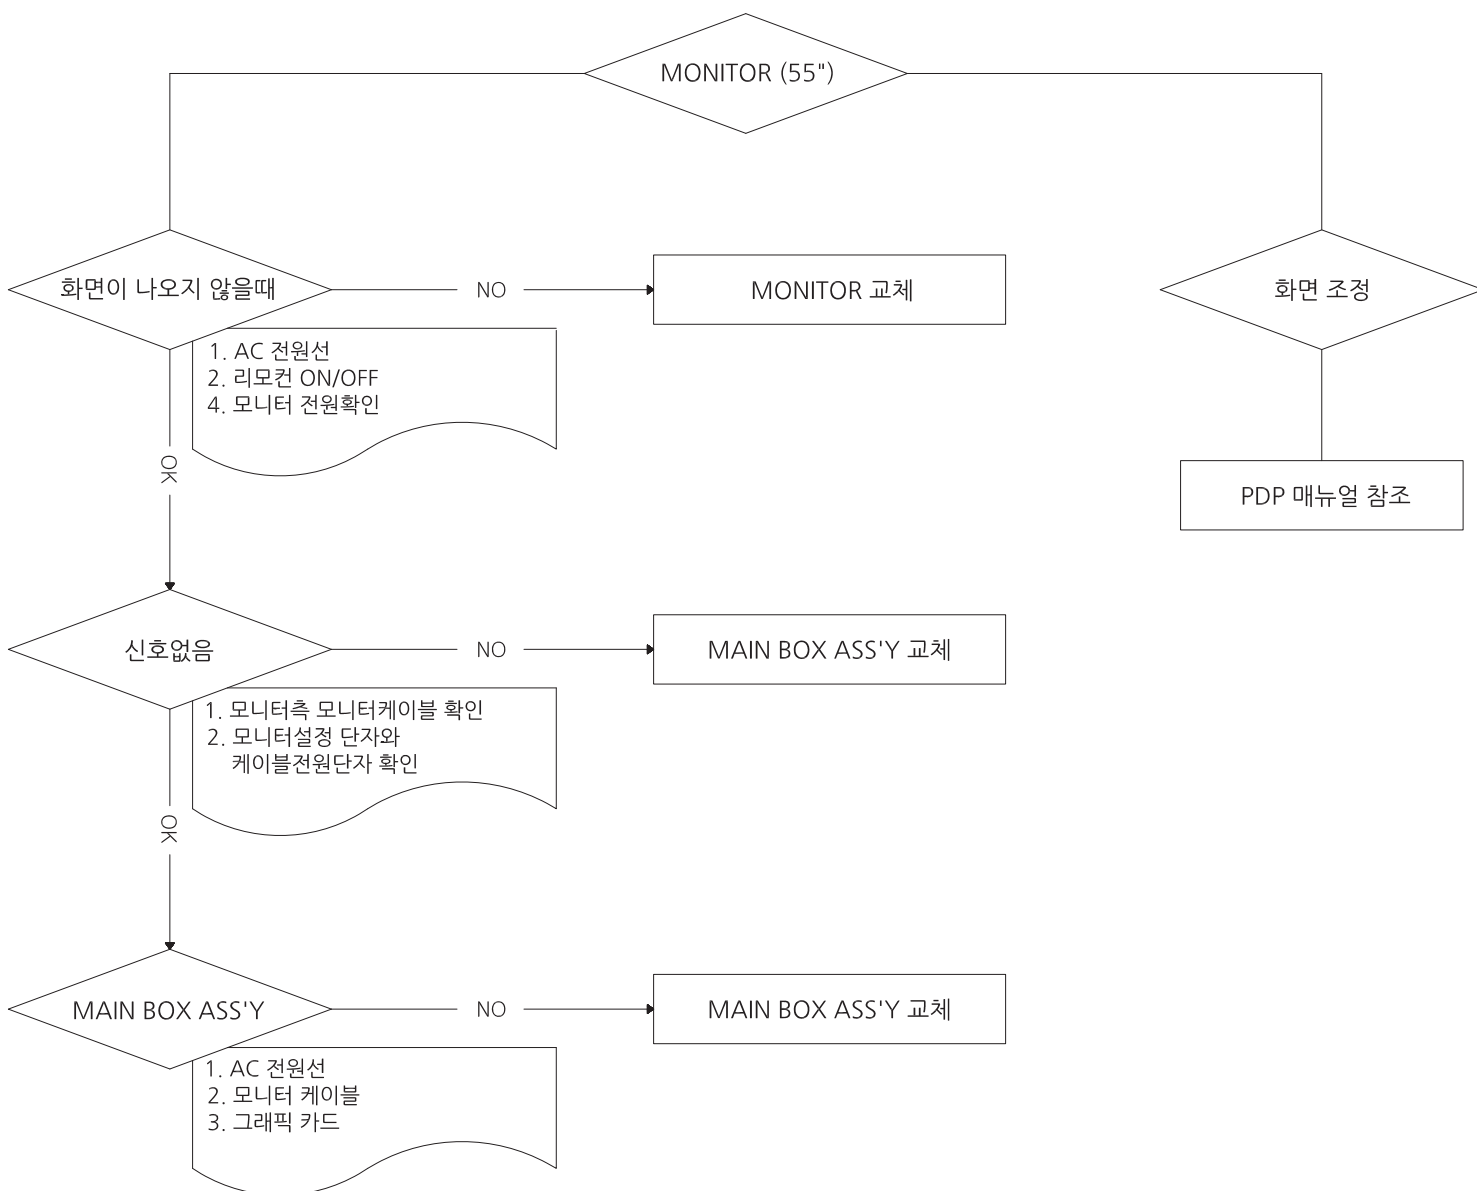 MONITOR (55")
화면이 나오지 않을때
NO
MONITOR 교체
화면 조정
1. AC 전원선
2. 리모컨 ON/OFF
4. 모니터 전원확인
OK
PDP 매뉴얼 참조
신호없음
NO
MAIN BOX ASS'Y 교체
1. 모니터측 모니터케이블 확인
2. 모니터설정 단자와
케이블전원단자 확인
OK
MAIN BOX ASS'Y
NO
MAIN BOX ASS'Y 교체
1. AC 전원선
2. 모니터 케이블
3. 그래픽 카드